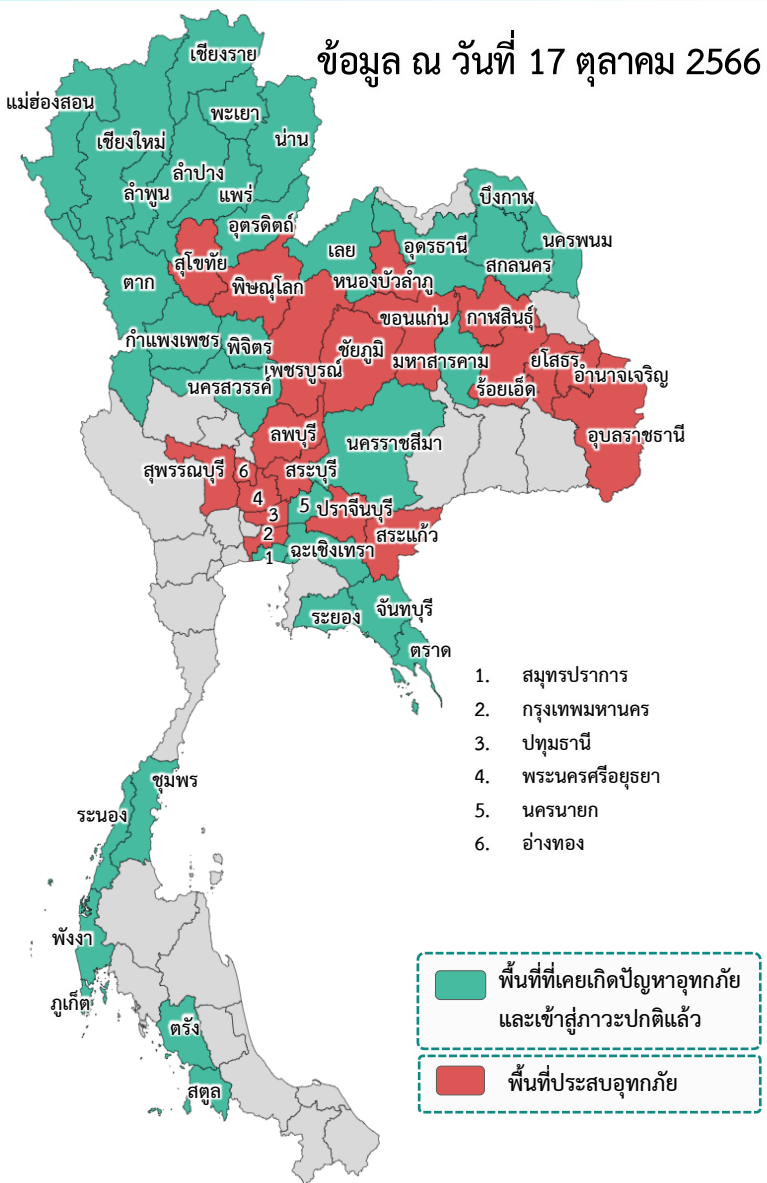 ข้อมูล ณ วันที่ 17 ตุลาคม 2566
เชียงราย
แม่ฮ่องสอน
พะเยา
เชียงใหม่
น่าน
ลำปาง
ลำพูน
แพร่
บึงกาฬ
อุตรดิตถ์
เลย
อุดรธานี
นครพนม
สุโขทัย
สกลนคร
ตาก
พิษณุโลก
หนองบัวลำภู
ขอนแก่น
กาฬสินธุ์
กำแพงเพชร
พิจิตร
ชัยภูมิ
มหาสารคาม
ยโสธร
เพชรบูรณ์
อำนาจเจริญ
นครสวรรค์
ร้อยเอ็ด
ลพบุรี
นครราชสีมา
อุบลราชธานี
สุพรรณบุรี
6
สระบุรี
4
5
ปราจีนบุรี
3
2
สระแก้ว
1
ฉะเชิงเทรา
ระยอง
จันทบุรี
ตราด
1. สมุทรปราการ
2. กรุงเทพมหานคร
3. ปทุมธานี
4. พระนครศรีอยุธยา
5. นครนายก
6. อ่างทอง
ชุมพร
ระนอง
พังงา
ภูเก็ต
ตรัง
สตูล
พื้นที่ที่เคยเกิดปัญหาอุทกภัย
และเข้าสู่ภาวะปกติแล้ว
พื้นที่ประสบอุทกภัย